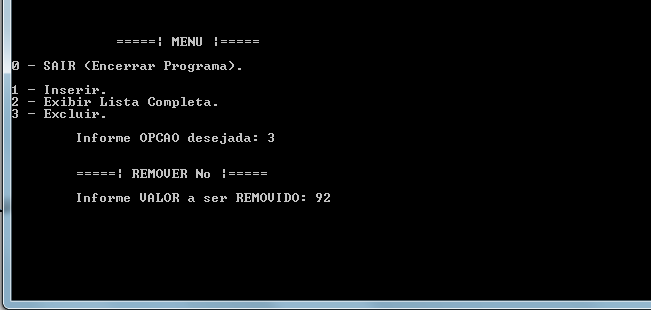 =====¦ MENU ¦=====
0 - SAIR (Encerrar Programa).
1 - Inserir.
2 - Exibir Lista Completa.
3 - Excluir.
Informe OPCAO desejada: 3
=====¦ REMOVER No ¦=====
Informe VALOR a ser REMOVIDO: 92